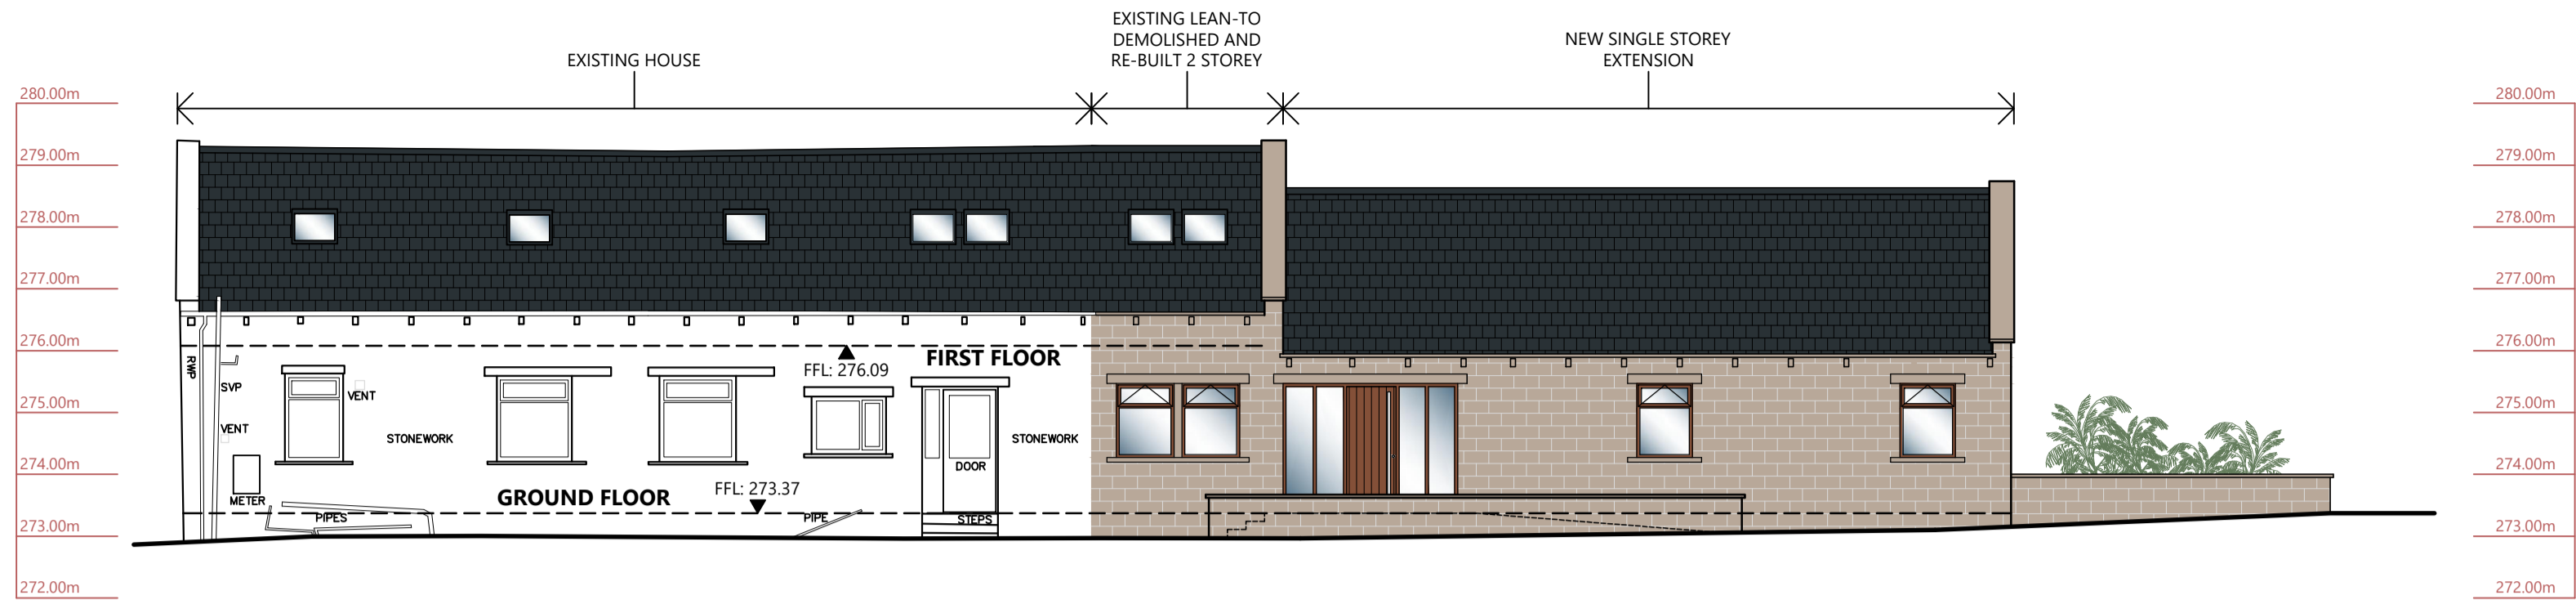 EXISTING HOUSE
EXISTING LEAN-TO
DEMOLISHED AND
RE-BUILT 2 STOREY
NEW SINGLE STOREY
EXTENSION
280.00m
279.00m
278.00m
277.00m
276.00m
275.00m
274.00m
273.00m
272.00m
RWP
SVP
VENT
VENT
METER
PIPES
STONEWORK
GROUND FLOOR
FFL: 273.37
FFL: 276.09
FIRST FLOOR
PIPE
DOOR
STEPS
STONEWORK
280.00m
279.00m
278.00m
277.00m
276.00m
275.00m
274.00m
273.00m
272.00m